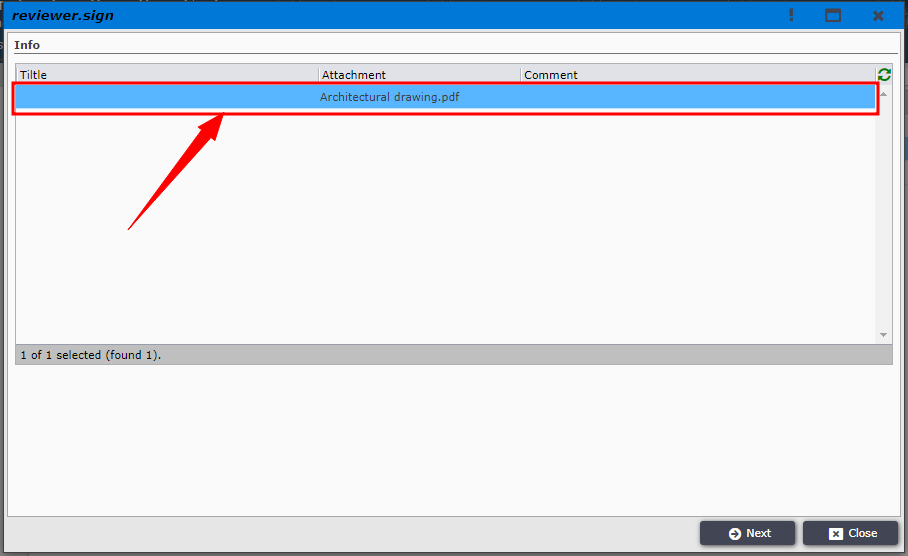 reviewer.sign
Info
Tiltle Attachment Comment
Architectural drawing.pdf
1 of 1 selected (found 1).
Next Close